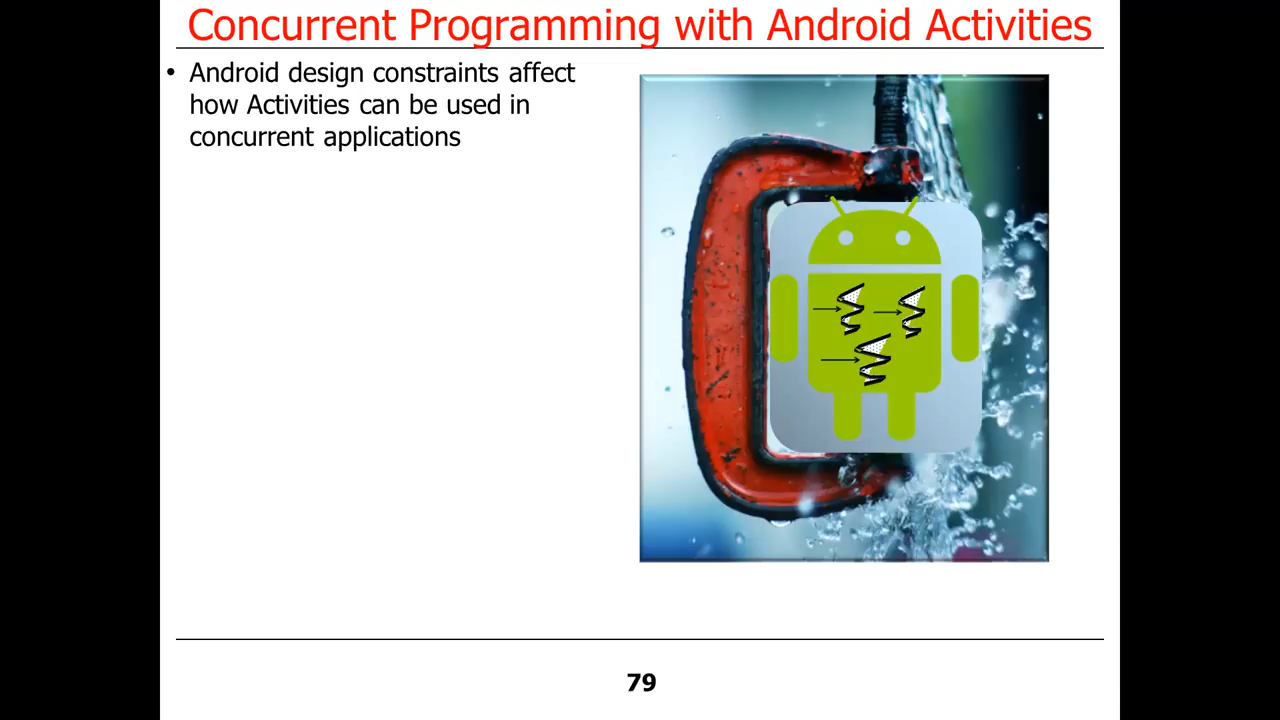 Concurrent Programming with Android Activities
• Android design constraints affect
how Activities can be used in
concurrent applications
79